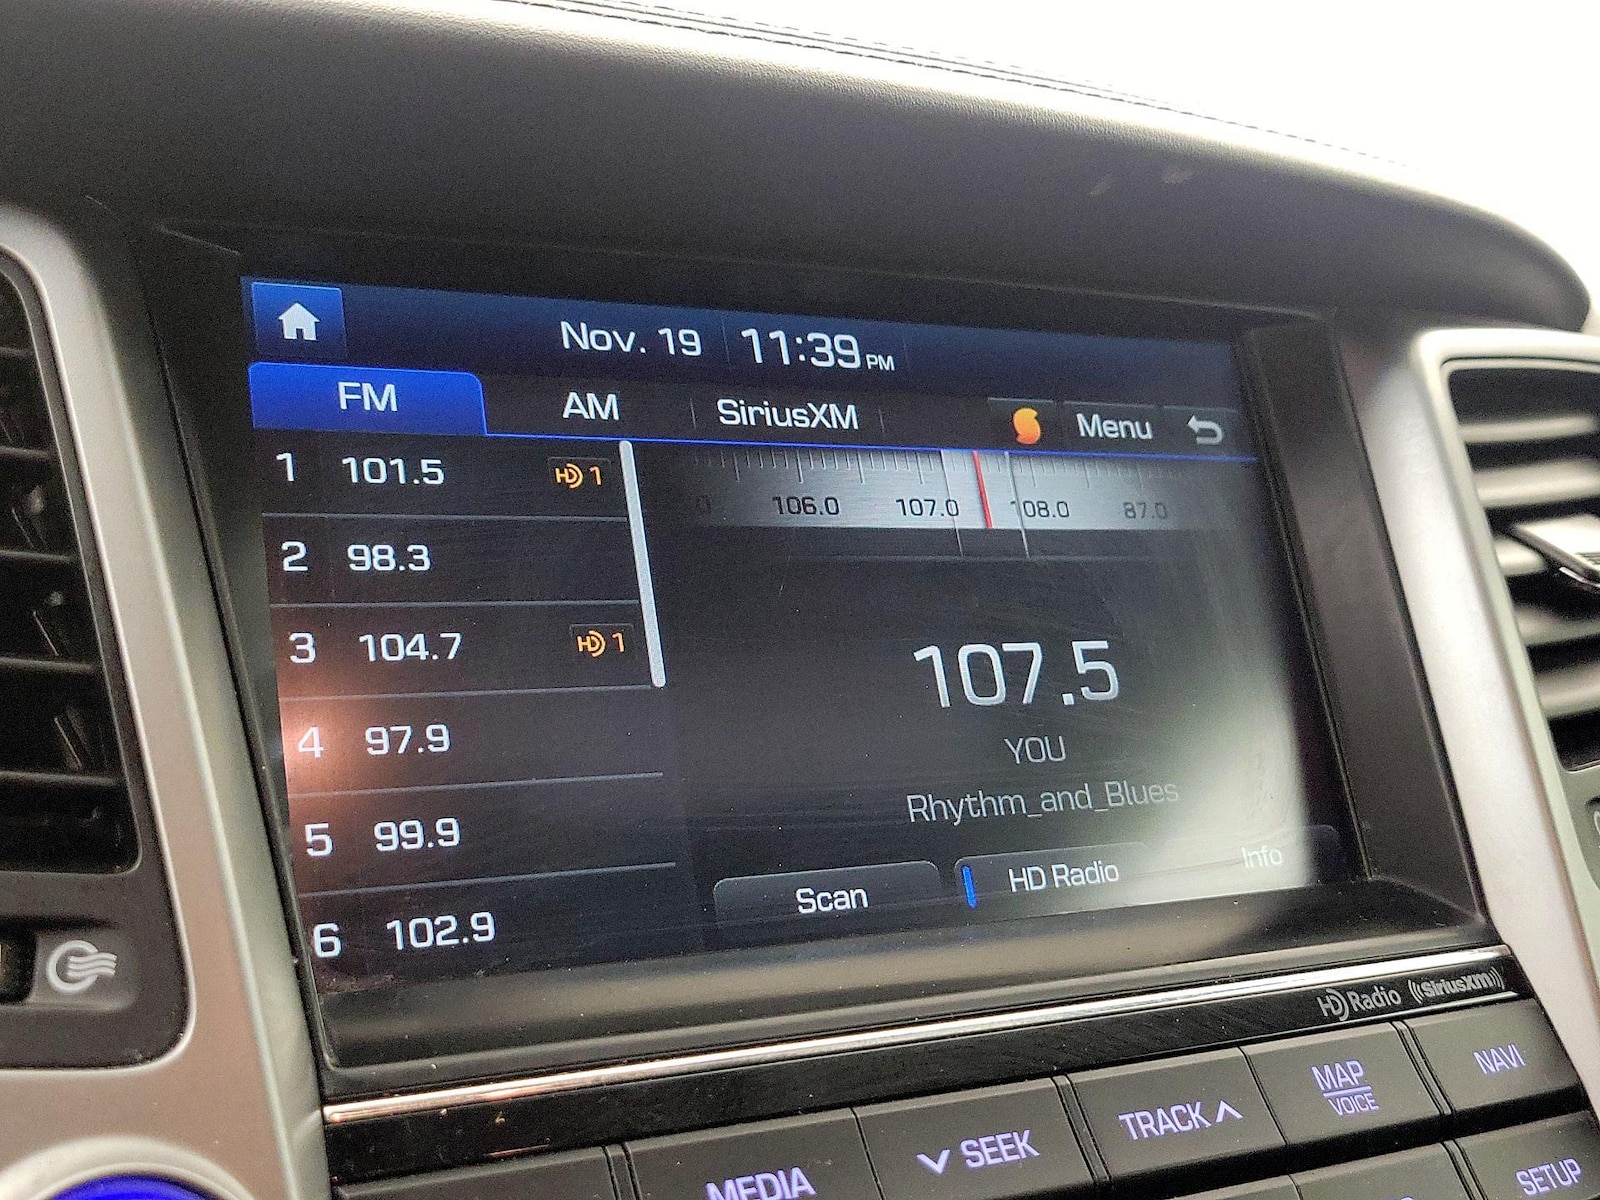 Nov. 19 11:39 PM
FM AM SiriusXM Menu
1 101.5 HD 1
2 98.3
3 104.7 HD 1
4 97.9
5 99.9
6 102.9
106.0 107.0 108.0 87.0
107.5
YOU
Rhythm_and_Blues
Scan HD Radio Info
HD Radio ((SiriusXM))
MEDIA SEEK TRACK MAP VOICE NAVI
SETUP